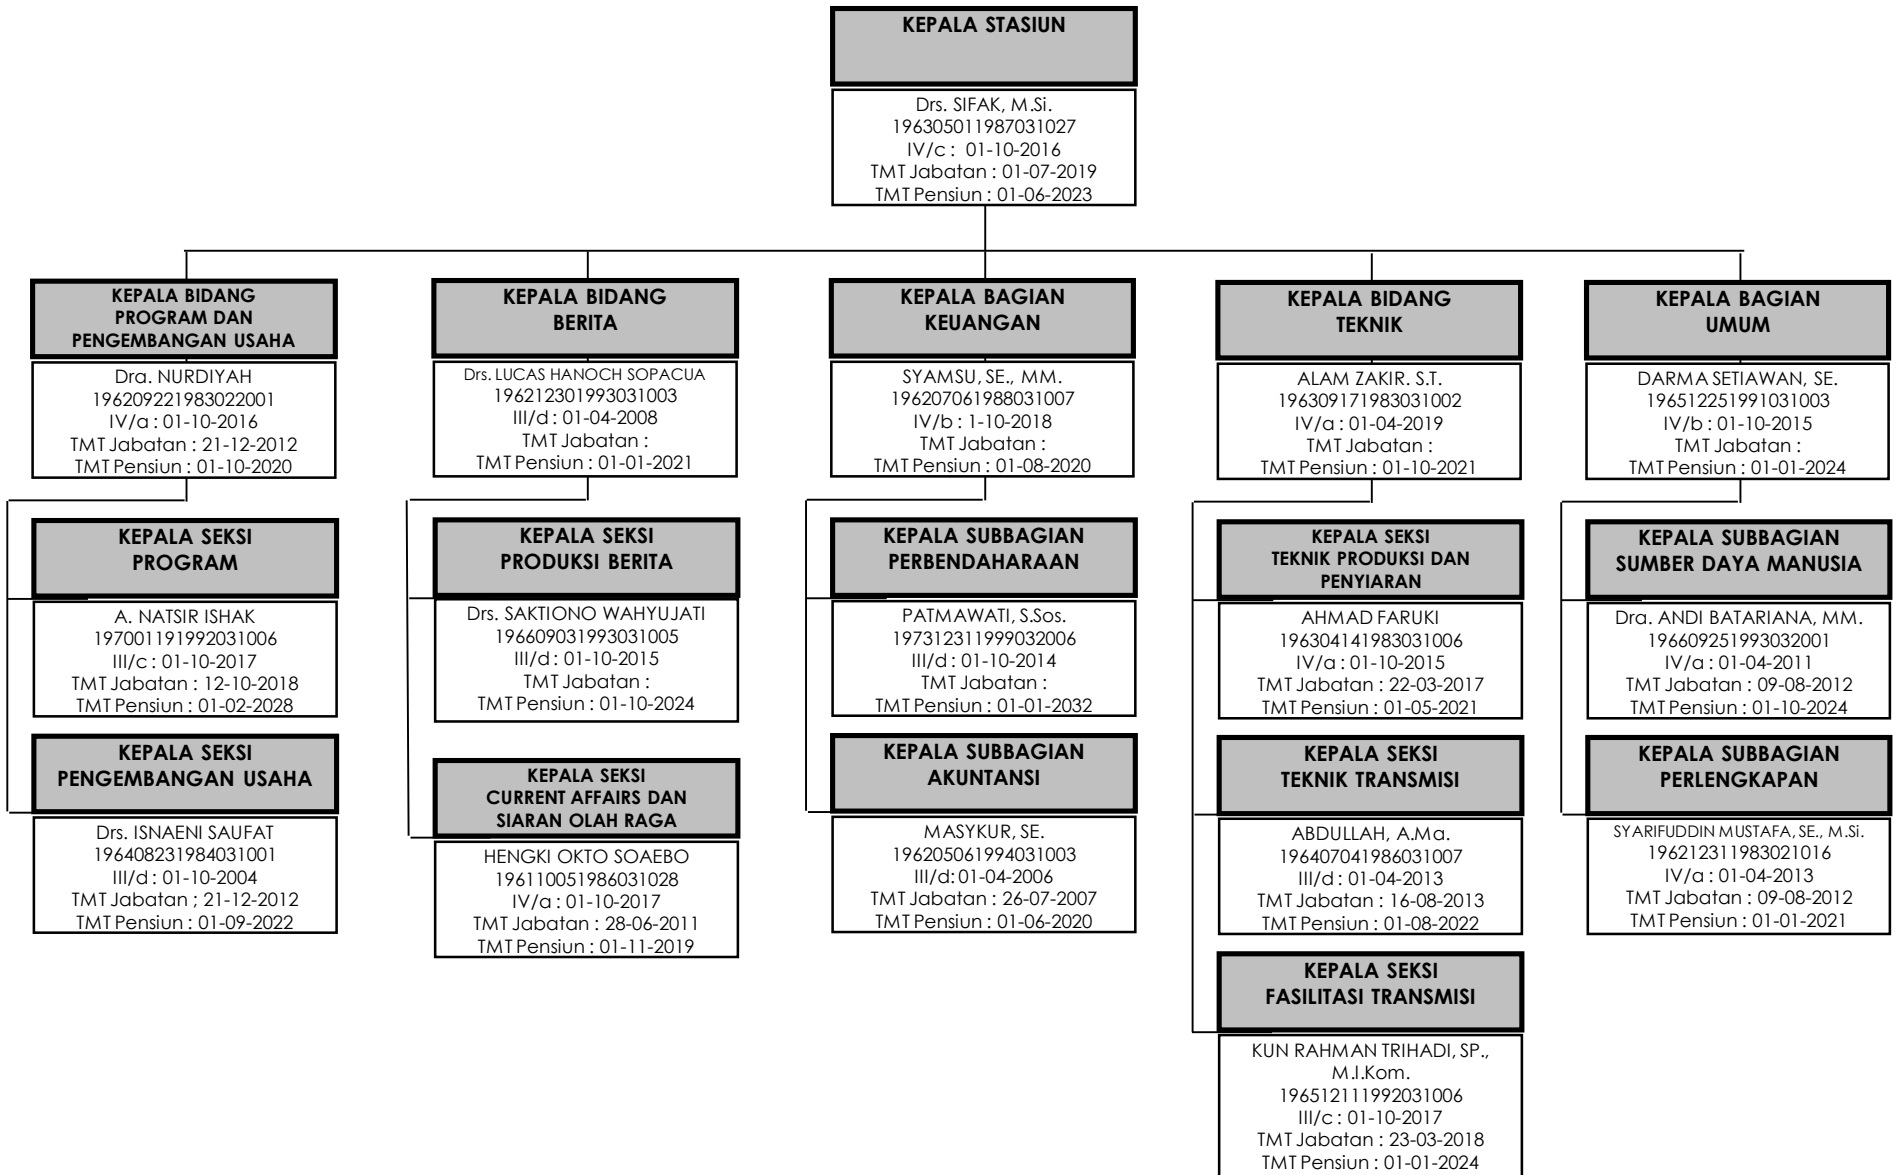 KEPALA STASIUN
Drs. SIFAK, M.Si.
196305011987031027
IV/c : 01-10-2016
TMT Jabatan : 01-07-2019
TMT Pensiun : 01-06-2023
KEPALA BIDANG
PROGRAM DAN
PENGEMBANGAN USAHA
Dra. NURDIYAH
196209221983022001
IV/a : 01-10-2016
TMT Jabatan : 21-12-2012
TMT Pensiun : 01-10-2020
KEPALA SEKSI
PROGRAM
A. NATSIR ISHAK
197001191992031006
III/c : 01-10-2017
TMT Jabatan : 12-10-2018
TMT Pensiun : 01-02-2028
KEPALA SEKSI
PENGEMBANGAN USAHA
Drs. ISNAENI SAUFAT
196408231984031001
III/d : 01-10-2004
TMT Jabatan ; 21-12-2012
TMT Pensiun : 01-09-2022
KEPALA BIDANG
BERITA
Drs. LUCAS HANOCH SOPACUA
196212301993031003
III/d : 01-04-2008
TMT Jabatan :
TMT Pensiun : 01-01-2021
KEPALA SEKSI
PRODUKSI BERITA
Drs. SAKTIONO WAHYUJATI
196609031993031005
III/d : 01-10-2015
TMT Jabatan :
TMT Pensiun : 01-10-2024
KEPALA SEKSI
CURRENT AFFAIRS DAN
SIARAN OLAH RAGA
HENGKI OKTO SOAEBO
196110051986031028
IV/a : 01-10-2017
TMT Jabatan : 28-06-2011
TMT Pensiun : 01-11-2019
KEPALA BAGIAN
KEUANGAN
SYAMSU, SE., MM.
196207061988031007
IV/b : 1-10-2018
TMT Jabatan :
TMT Pensiun : 01-08-2020
KEPALA SUBBAGIAN
PERBENDAHARAAN
PATMAWATI, S.Sos.
197312311999032006
III/d : 01-10-2014
TMT Jabatan :
TMT Pensiun : 01-01-2032
KEPALA SUBBAGIAN
AKUNTANSI
MASYKUR, SE.
196205061994031003
III/d: 01-04-2006
TMT Jabatan : 26-07-2007
TMT Pensiun : 01-06-2020
KEPALA BIDANG
TEKNIK
ALAM ZAKIR. S.T.
196309171983031002
IV/a : 01-04-2019
TMT Jabatan :
TMT Pensiun : 01-10-2021
KEPALA SEKSI
TEKNIK PRODUKSI DAN
PENYIARAN
AHMAD FARUKI
196304141983031006
IV/a : 01-10-2015
TMT Jabatan : 22-03-2017
TMT Pensiun : 01-05-2021
KEPALA SEKSI
TEKNIK TRANSMISI
ABDULLAH, A.Ma.
196407041986031007
III/d : 01-04-2013
TMT Jabatan : 16-08-2013
TMT Pensiun : 01-08-2022
KEPALA SEKSI
FASILITASI TRANSMISI
KUN RAHMAN TRIHADI, SP.,
M.I.Kom.
196512111992031006
III/c : 01-10-2017
TMT Jabatan : 23-03-2018
TMT Pensiun : 01-01-2024
KEPALA BAGIAN
UMUM
DARMA SETIAWAN, SE.
196512251991031003
IV/b : 01-10-2015
TMT Jabatan :
TMT Pensiun : 01-01-2024
KEPALA SUBBAGIAN
SUMBER DAYA MANUSIA
Dra. ANDI BATARIANA, MM.
196609251993032001
IV/a : 01-04-2011
TMT Jabatan : 09-08-2012
TMT Pensiun : 01-10-2024
KEPALA SUBBAGIAN
PERLENGKAPAN
SYARIFUDDIN MUSTAFA, SE., M.Si.
196212311983021016
IV/a : 01-04-2013
TMT Jabatan : 09-08-2012
TMT Pensiun : 01-01-2021